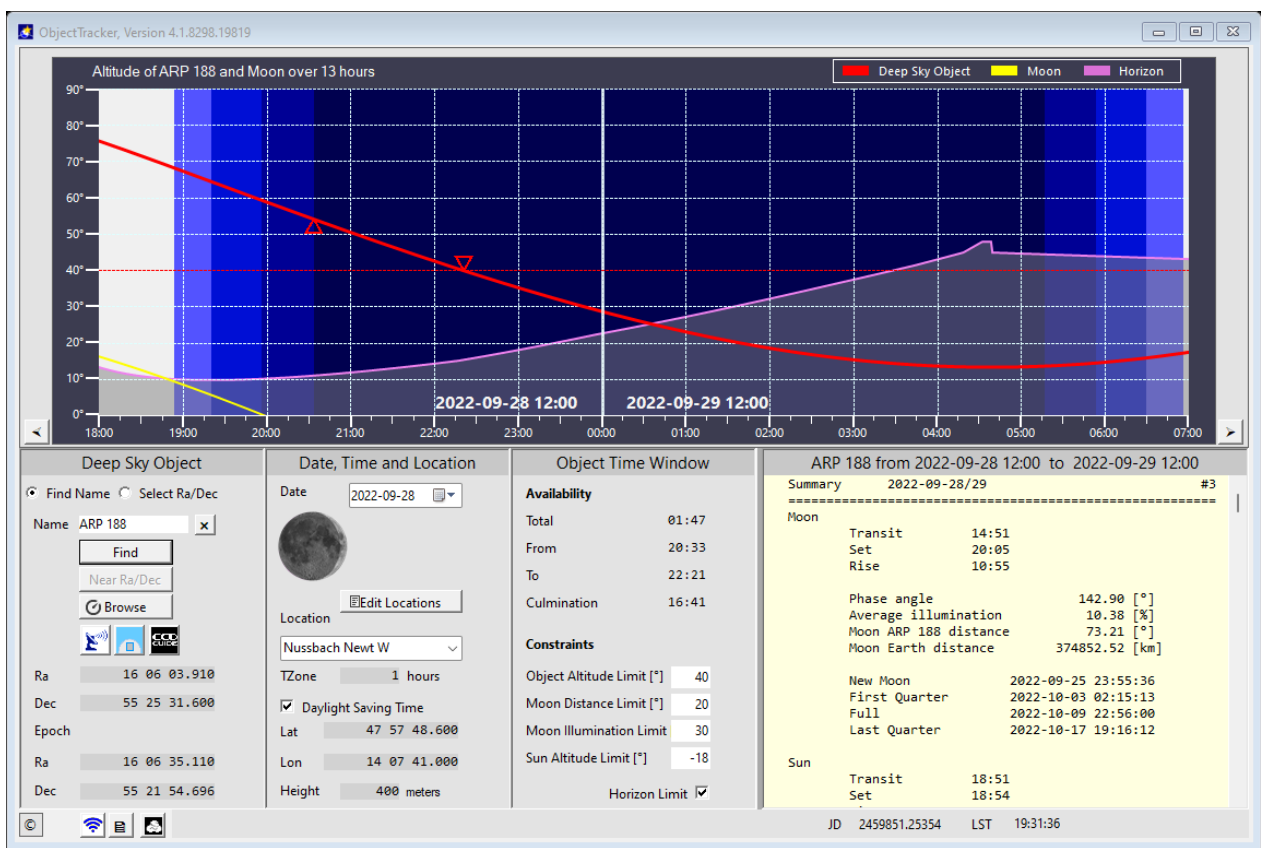 ObjectTracker, Version 4.1.8298.19819
Altitude of ARP 188 and Moon over 13 hours
Deep Sky Object Moon Horizon
90°
80°
70°
60°
50°
40°
30°
20°
10°
0°
2022-09-28 12:00 2022-09-29 12:00
18:00 19:00 20:00 21:00 22:00 23:00 00:00 01:00 02:00 03:00 04:00 05:00 06:00 07:00
Deep Sky Object
Find Name Select Ra/Dec
Name ARP 188 x
Find
Near Ra/Dec
Browse
CCD GUIDE
Ra 16 06 03.910
Dec 55 25 31.600
Epoch
Ra 16 06 35.110
Dec 55 21 54.696
Date, Time and Location
Date 2022-09-28
Edit Locations
Location
Nussbach Newt W
TZone 1 hours
Daylight Saving Time
Lat 47 57 48.600
Lon 14 07 41.000
Height 400 meters
Object Time Window
Availability
Total 01:47
From 20:33
To 22:21
Culmination 16:41
Constraints
Object Altitude Limit [°] 40
Moon Distance Limit [°] 20
Moon Illumination Limit 30
Sun Altitude Limit [°] -18
Horizon Limit
ARP 188 from 2022-09-28 12:00 to 2022-09-29 12:00
Summary 2022-09-28/29 #3
========================================================
Moon
Transit 14:51
Set 20:05
Rise 10:55
Phase angle 142.90 [°]
Average illumination 10.38 [%]
Moon ARP 188 distance 73.21 [°]
Moon Earth distance 374852.52 [km]
New Moon 2022-09-25 23:55:36
First Quarter 2022-10-03 02:15:13
Full 2022-10-09 22:56:00
Last Quarter 2022-10-17 19:16:12
Sun
Transit 18:51
Set 18:54
©
JD 2459851.25354 LST 19:31:36